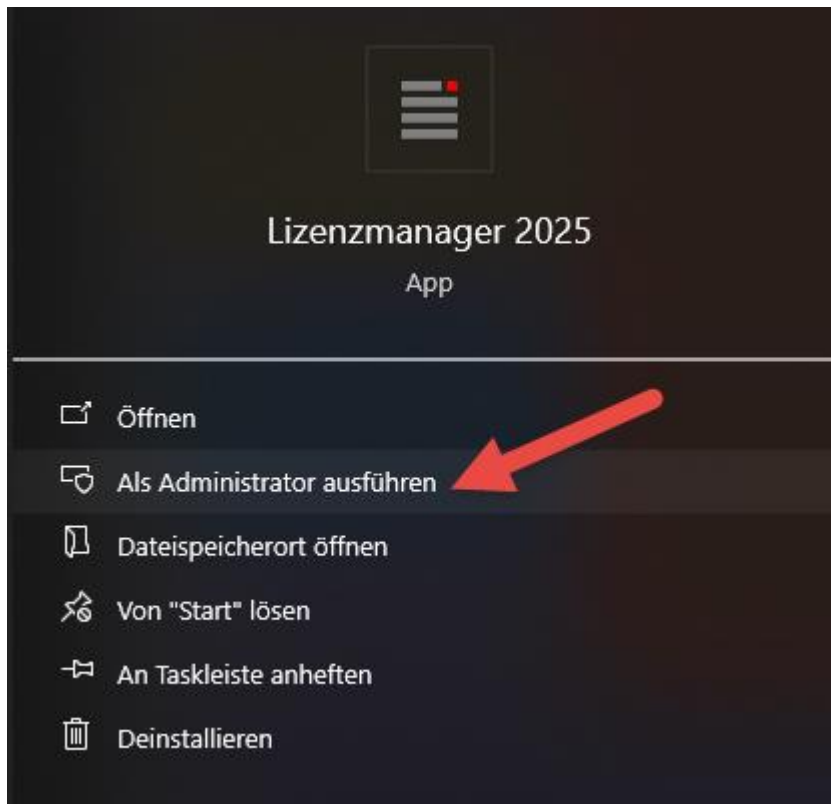 Lizenzmanager 2025
App
Öffnen
Als Administrator ausführen
Dateispeicherort öffnen
Von "Start" lösen
An Taskleiste anheften
Deinstallieren